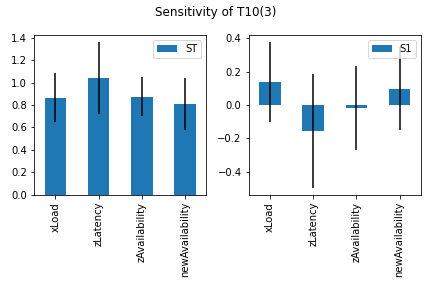 Sensitivity of T10(3)
1.4
1.2
1.0
0.8
0.6
0.4
0.2
0.0
ST
xLoad
zLatency
zAvailability
newAvailability
0.4
0.2
0.0
−0.2
−0.4
S1
xLoad
zLatency
zAvailability
newAvailability